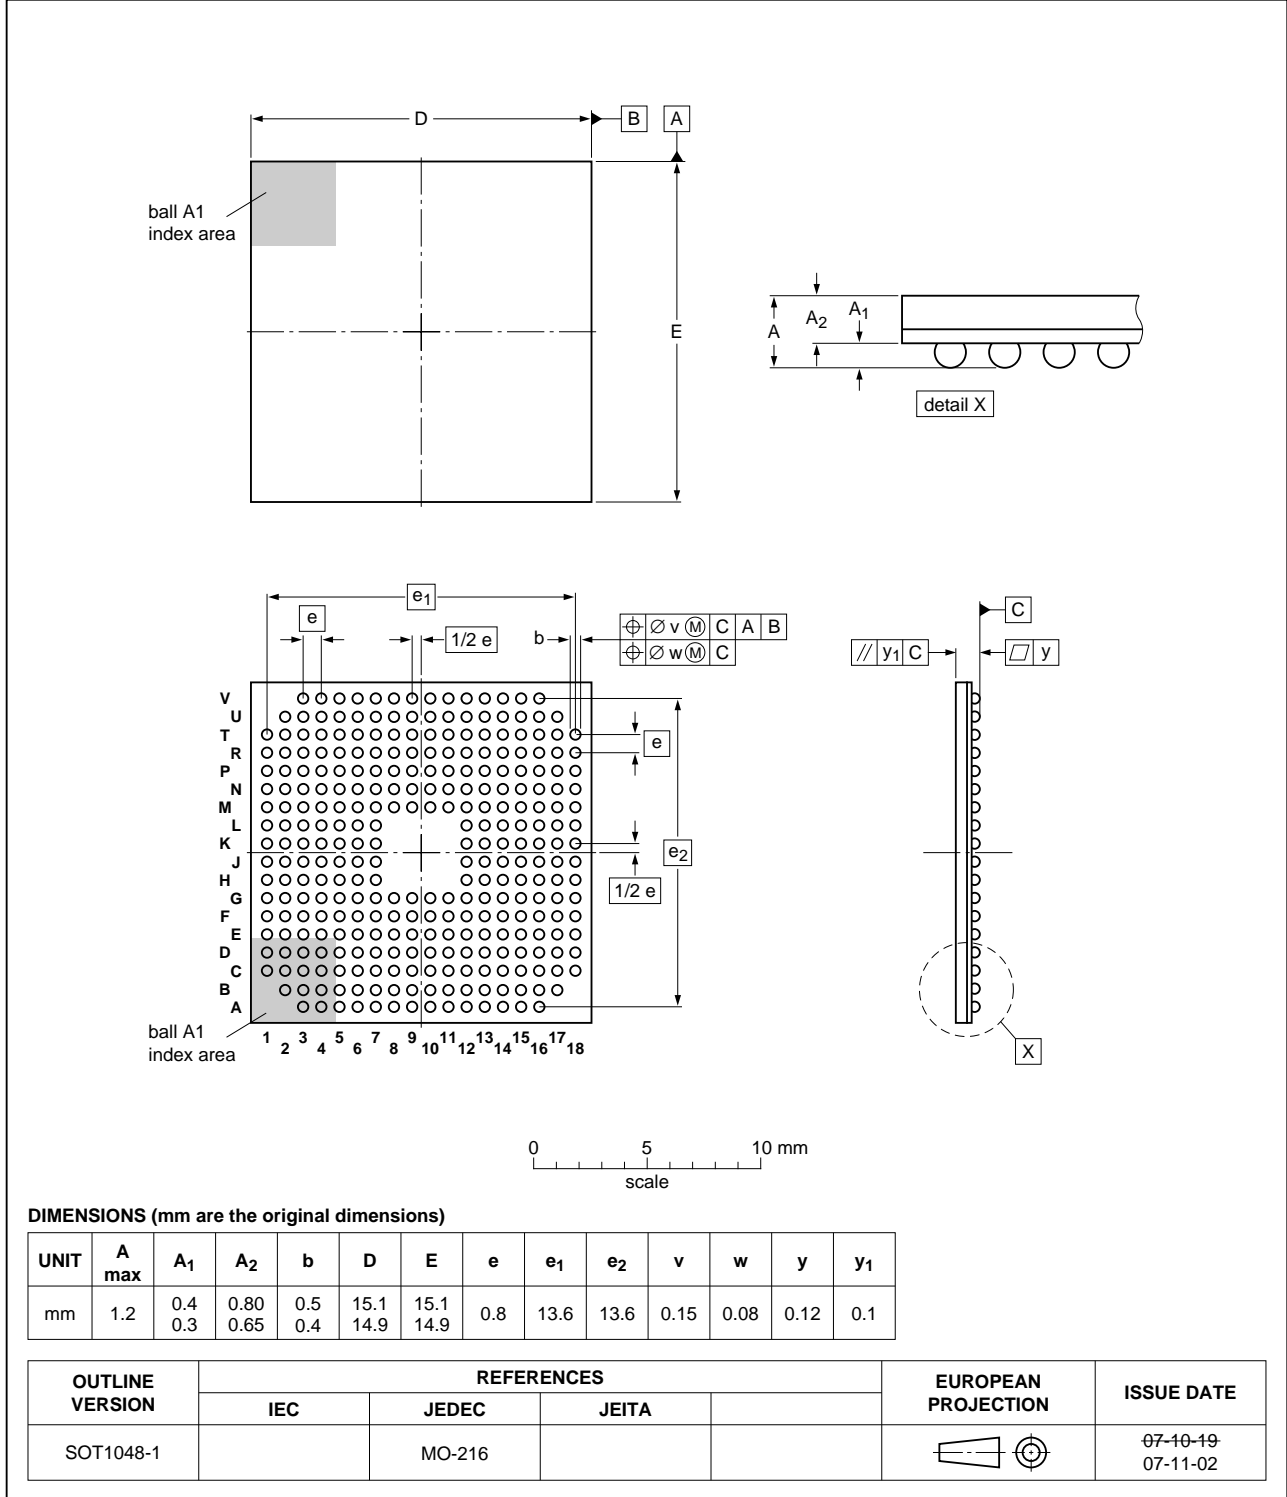 D
B
A
ball A1
index area
E
A
A2
A1
detail X
e1
e
1/2 e
b
⌖ ∅ v Ⓜ C A B
⌖ ∅ w Ⓜ C
C
// y1 C
⏥ y
V
U
T
R
P
N
M
L
K
J
H
G
F
E
D
C
B
A
e
e2
1/2 e
ball A1
index area
1 2 3 4 5 6 7 8 9 10 11 12 13 14 15 16 17 18
X
0 5 10 mm
scale
DIMENSIONS (mm are the original dimensions)
UNIT A max A1 A2 b D E e e1 e2 v w y y1
mm 1.2 0.4 0.3 0.80 0.65 0.5 0.4 15.1 14.9 15.1 14.9 0.8 13.6 13.6 0.15 0.08 0.12 0.1
OUTLINE VERSION REFERENCES EUROPEAN PROJECTION ISSUE DATE
IEC JEDEC JEITA
SOT1048-1 MO-216 07-10-19
07-11-02